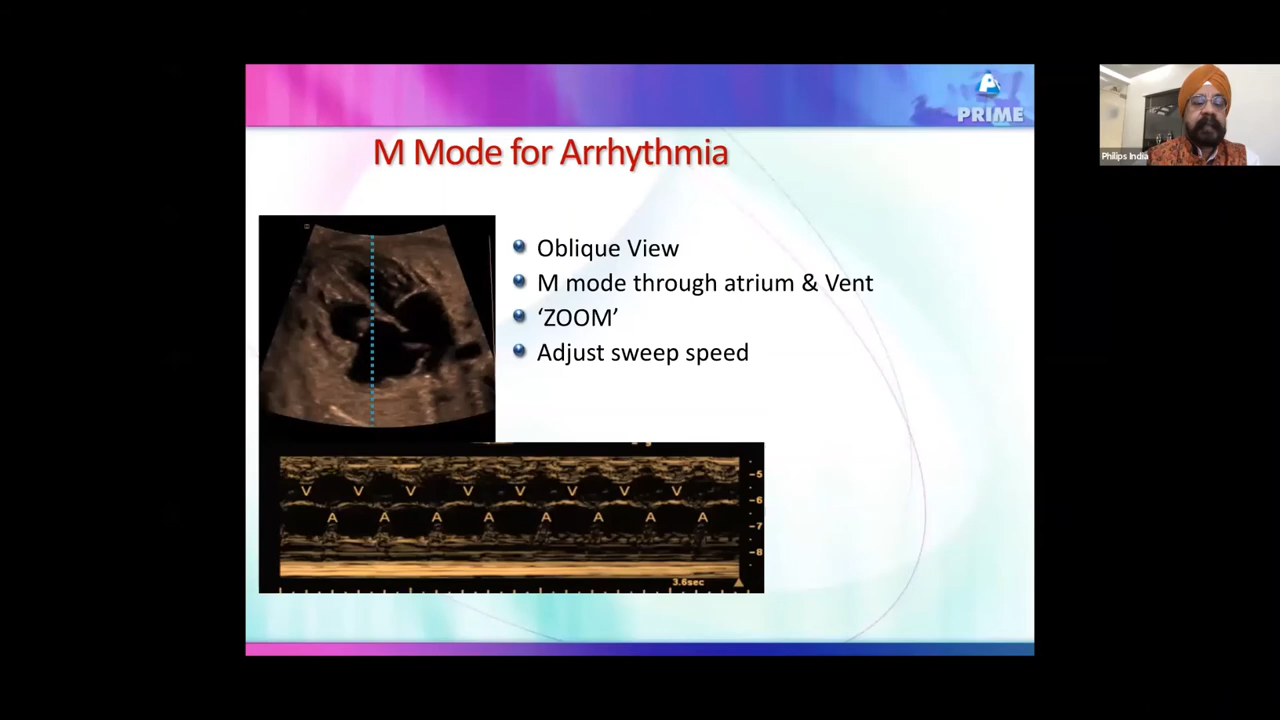 PRIME
M Mode for Arrhythmia
Philips India
Oblique View
M mode through atrium & Vent
‘ZOOM’
Adjust sweep speed
V V V V V V V V
A A A A A A A A
-5
-6
-7
-8
3.6sec